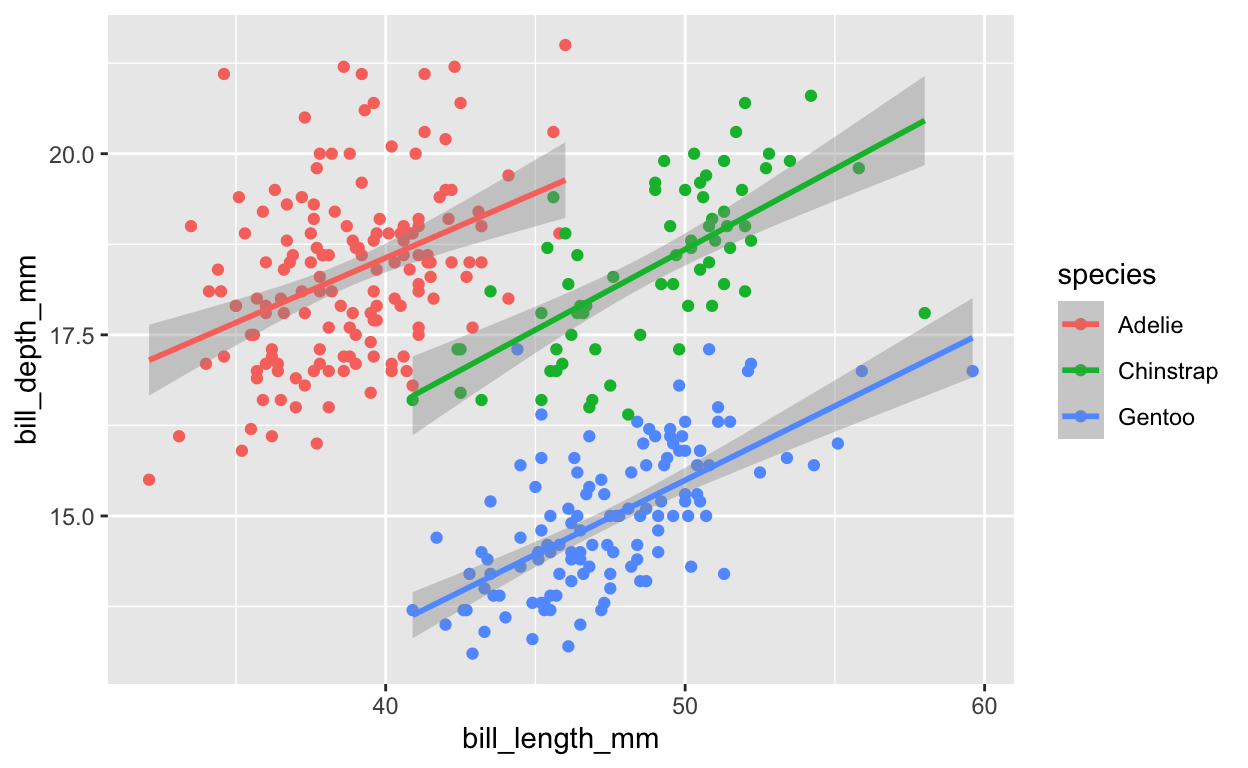 20.0
17.5
15.0
bill_depth_mm
40
50
60
bill_length_mm
species
Adelie
Chinstrap
Gentoo